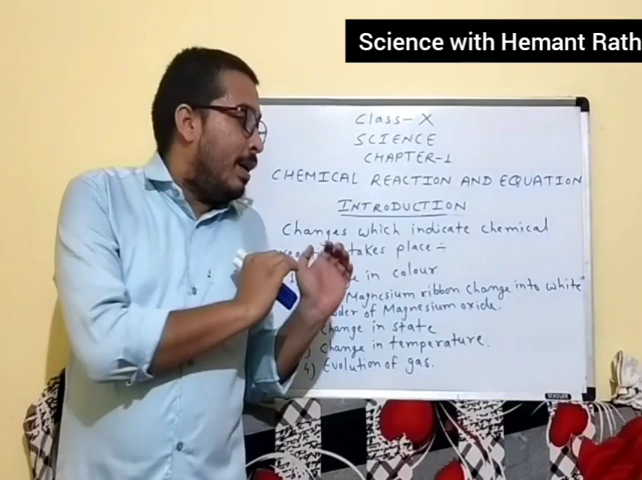 Science with Hemant Rath
Class-X
SCIENCE
CHAPTER-1
CHEMICAL REACTION AND EQUATION
INTRODUCTION
Changes which indicate chemical
takes place ÷
in colour
Magnesium ribbon change into white"
of Magnesium oxide.
change in state
) change in temperature.
4) Evolution of gas.
SCHOLARS